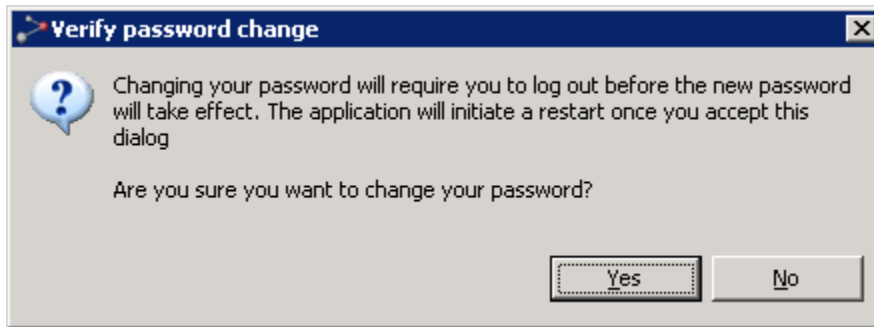 Verify password change
Changing your password will require you to log out before the new password
will take effect. The application will initiate a restart once you accept this
dialog
Are you sure you want to change your password?
Yes
No